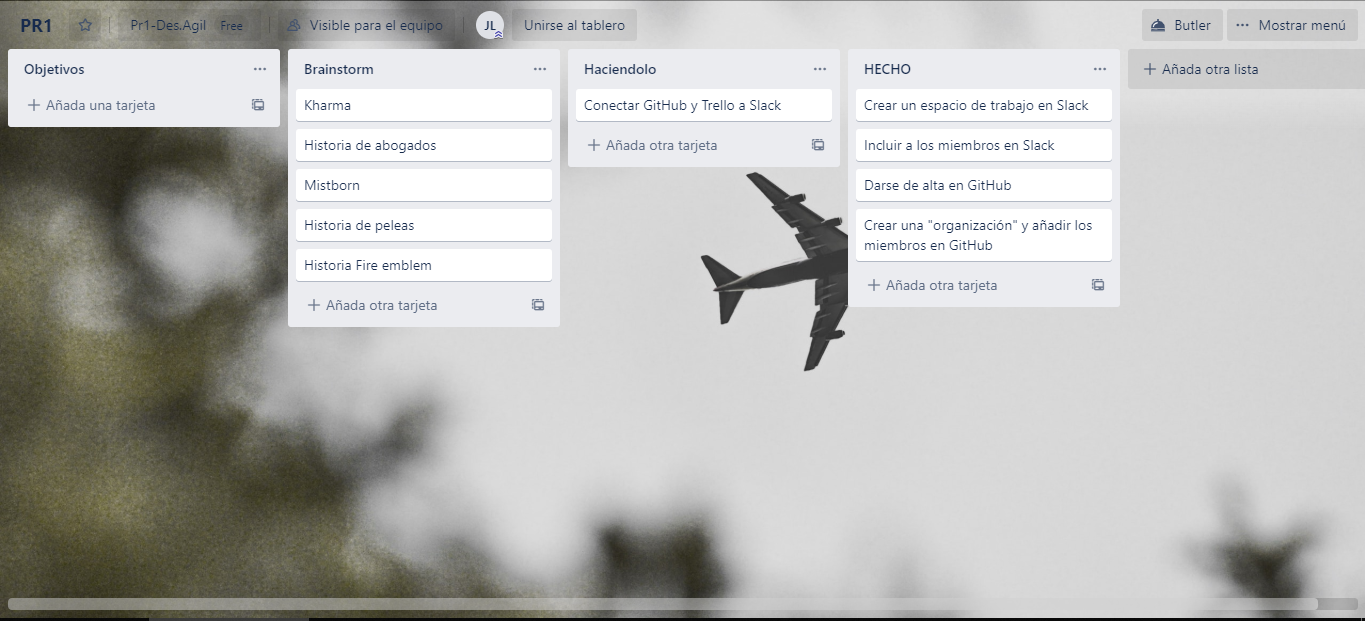 PR1 Pr1-Des.Agil Free Visible para el equipo JL Unirse al tablero Butler Mostrar menú
Objetivos
Añada una tarjeta
Brainstorm
Kharma
Historia de abogados
Mistborn
Historia de peleas
Historia Fire emblem
Añada otra tarjeta
Haciendolo
Conectar GitHub y Trello a Slack
Añada otra tarjeta
HECHO
Crear un espacio de trabajo en Slack
Incluir a los miembros en Slack
Darse de alta en GitHub
Crear una "organización" y añadir los
miembros en GitHub
Añada otra tarjeta
Añada otra lista